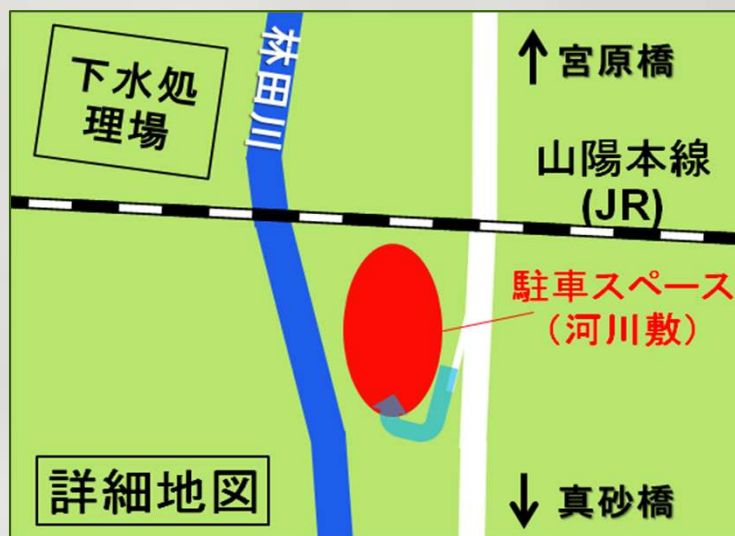 下水処
理場
林田川
↑宮原橋
山陽本線
(JR)
駐車スペース
（河川敷）
詳細地図
↓真砂橋